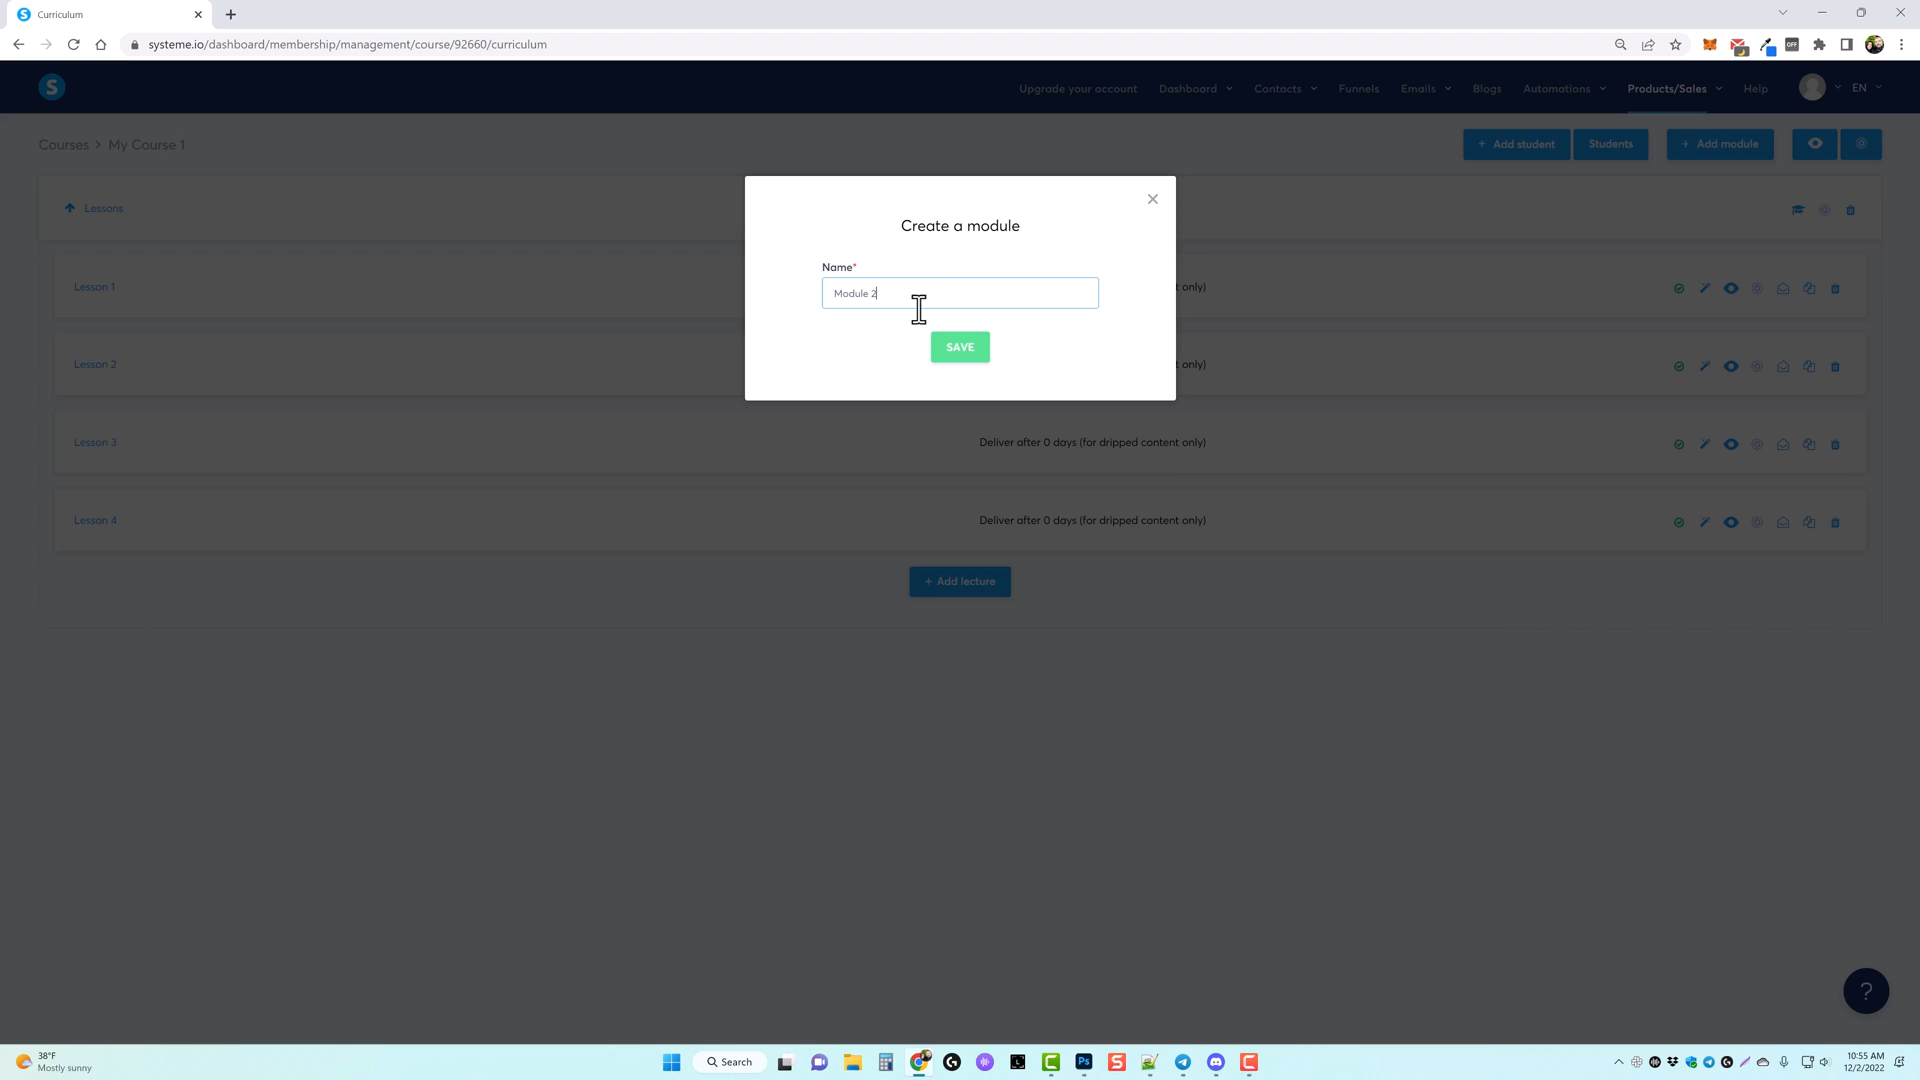 Curriculum
systeme.io/dashboard/membership/management/course/92660/curriculum
OFF
S
Upgrade your account Dashboard Contacts Funnels Emails Blogs Automations Products/Sales Help EN
Courses > My Course 1
+ Add student Students + Add module
Create a module
Lessons
Name*
Lesson 1
t only)
Module 2
SAVE
Lesson 2
t only)
Lesson 3
Deliver after 0 days (for dripped content only)
Lesson 4
Deliver after 0 days (for dripped content only)
+ Add lecture
?
38°F
Mostly sunny
Search
Ps
10:55 AM
12/2/2022